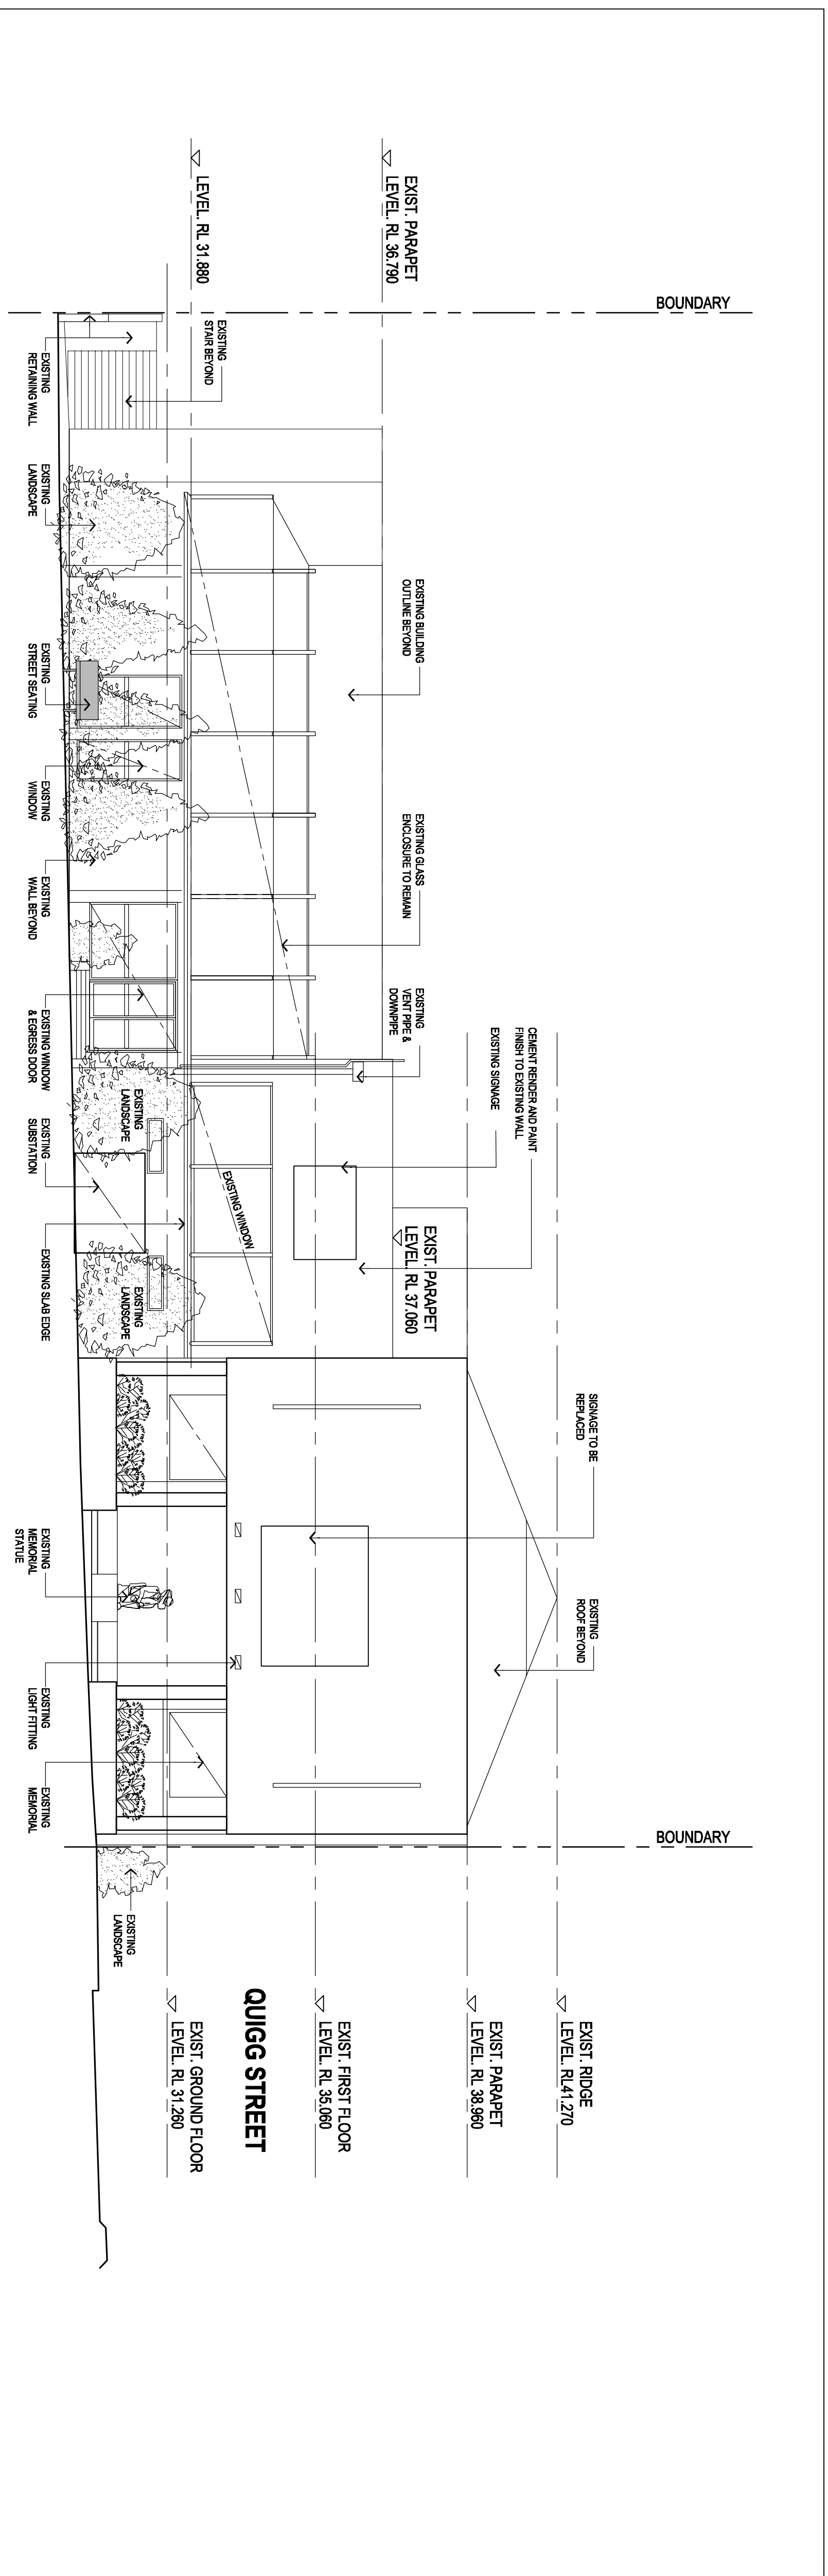 BOUNDARY
BOUNDARY
EXIST. PARAPET
LEVEL. RL 36.790
LEVEL. RL 31.880
EXISTING
STAIR BEYOND
EXISTING BUILDING
OUTLINE BEYOND
EXISTING GLASS
ENCLOSURE TO REMAIN
EXISTING
VENT PIPE &
DOWNPIPE
CEMENT RENDER AND PAINT
FINISH TO EXISTING WALL
EXISTING SIGNAGE
EXIST. PARAPET
LEVEL. RL 37.060
SIGNAGE TO BE
REPLACED
EXISTING
ROOF BEYOND
EXIST. RIDGE
LEVEL. RL41.270
EXIST. PARAPET
LEVEL. RL 38.960
EXIST. FIRST FLOOR
LEVEL. RL 35.060
QUIGG STREET
EXIST. GROUND FLOOR
LEVEL. RL 31.260
EXISTING WINDOW
EXISTING
LANDSCAPE
EXISTING
LANDSCAPE
EXISTING
RETAINING WALL
EXISTING
LANDSCAPE
EXISTING
STREET SEATING
EXISTING
WINDOW
EXISTING
WALL BEYOND
EXISTING WINDOW
& EGRESS DOOR
EXISTING
SUBSTATION
EXISTING SLAB EDGE
EXISTING
MEMORIAL
STATUE
EXISTING
LIGHT FITTING
EXISTING
MEMORIAL
EXISTING
LANDSCAPE